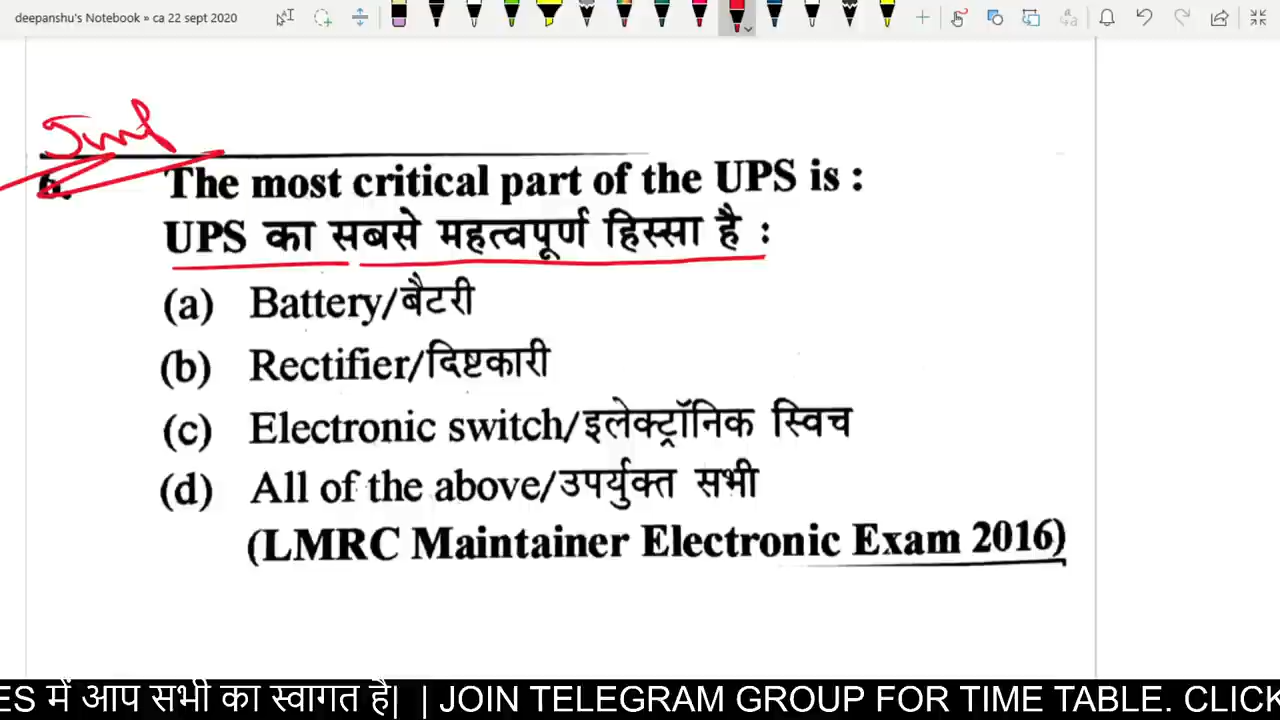 deepanshu's Notebook » ca 22 sept 2020
6. The most critical part of the UPS is :
UPS का सबसे महत्वपूर्ण हिस्सा है :
(a) Battery/बैटरी
(b) Rectifier/दिष्टकारी
(c) Electronic switch/इलेक्ट्रॉनिक स्विच
(d) All of the above/उपर्युक्त सभी
(LMRC Maintainer Electronic Exam 2016)
ES में आप सभी का स्वागत है| | JOIN TELEGRAM GROUP FOR TIME TABLE. CLICK